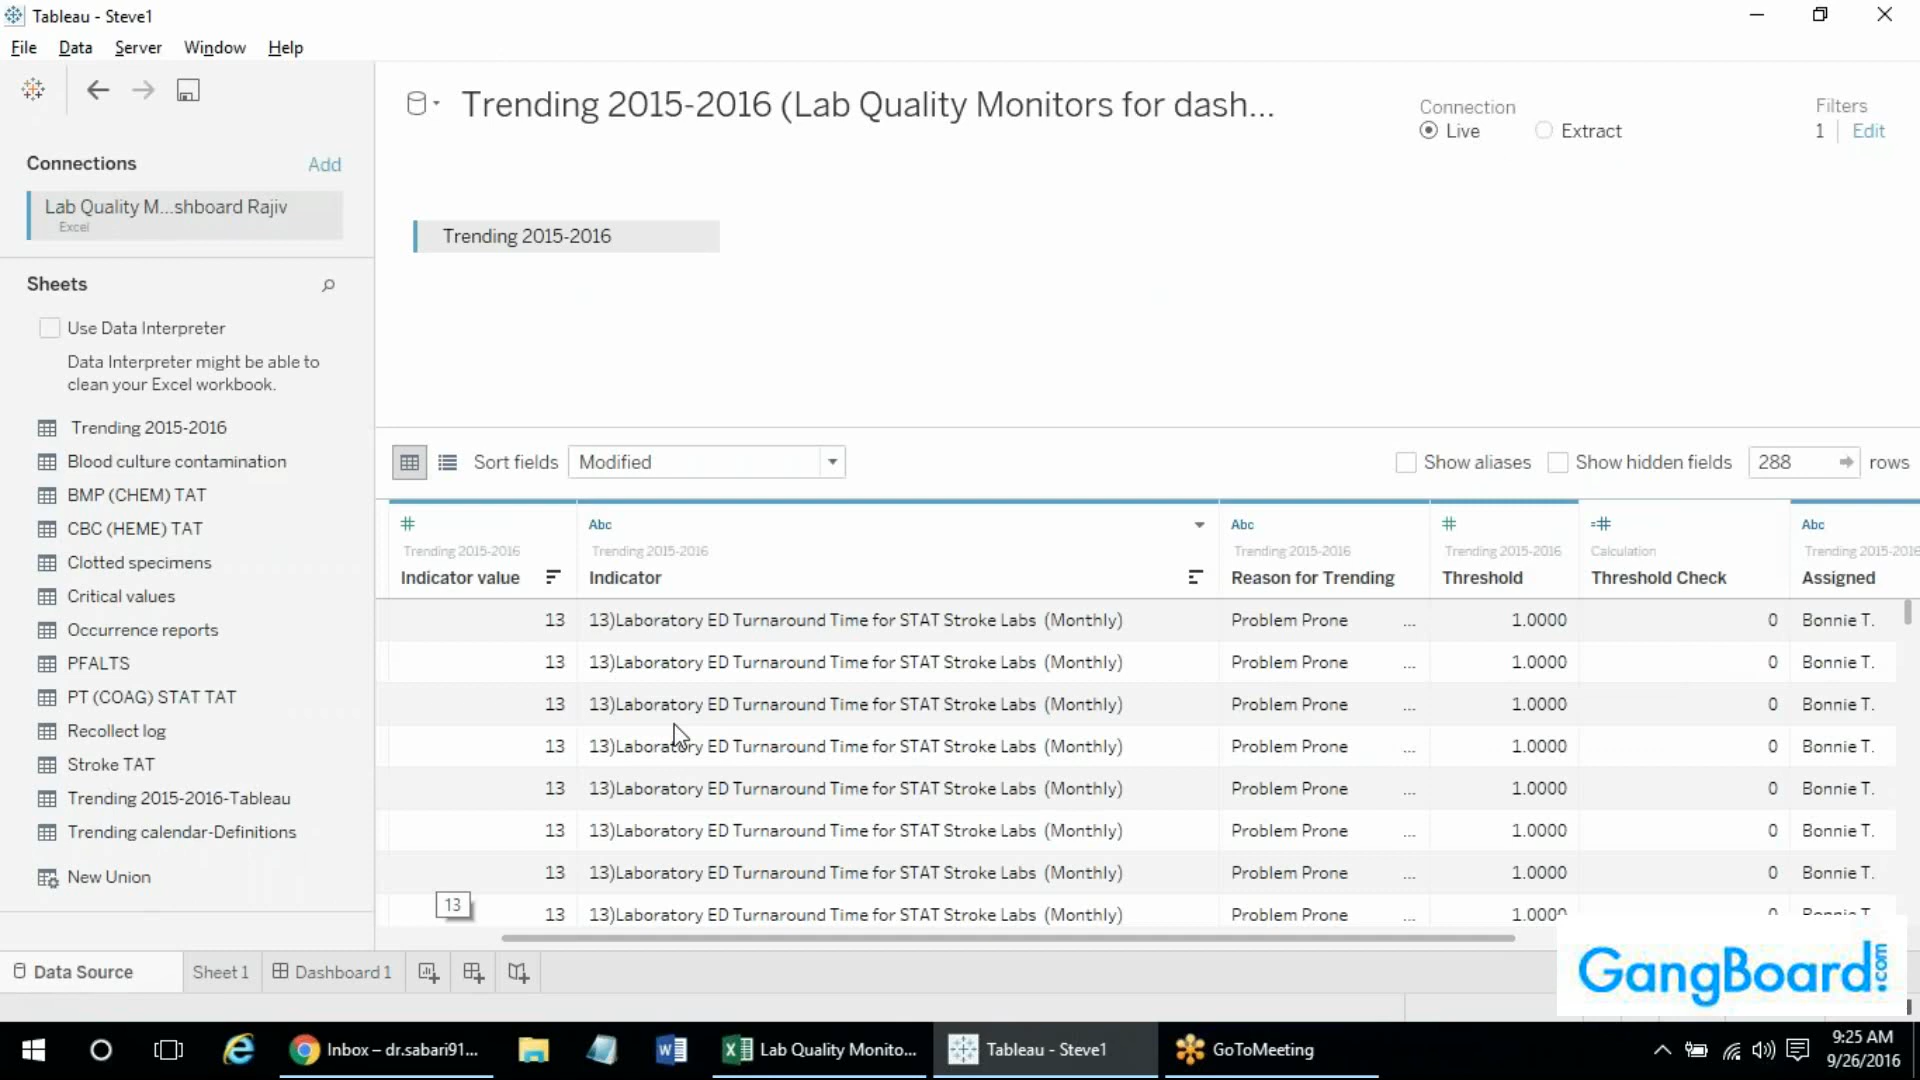 Tableau - Steve1
File Data Server Window Help
Connections Add
Lab Quality M...shboard Rajiv
Excel
Sheets
Use Data Interpreter
Data Interpreter might be able to
clean your Excel workbook.
Trending 2015-2016
Blood culture contamination
BMP (CHEM) TAT
CBC (HEME) TAT
Clotted specimens
Critical values
Occurrence reports
PFALTS
PT (COAG) STAT TAT
Recollect log
Stroke TAT
Trending 2015-2016-Tableau
Trending calendar-Definitions
New Union
Trending 2015-2016 (Lab Quality Monitors for dash...
Connection
Live Extract
Filters
1 Edit
Trending 2015-2016
Sort fields Modified Show aliases Show hidden fields 288 rows
# Abc Abc # =# Abc
Trending 2015-2016 Trending 2015-2016 Trending 2015-2016 Trending 2015-2016 Calculation Trending 2015-2016
Indicator value Indicator Reason for Trending Threshold Threshold Check Assigned
13 13)Laboratory ED Turnaround Time for STAT Stroke Labs (Monthly) Problem Prone ... 1.0000 0 Bonnie T.
13 13)Laboratory ED Turnaround Time for STAT Stroke Labs (Monthly) Problem Prone ... 1.0000 0 Bonnie T.
13 13)Laboratory ED Turnaround Time for STAT Stroke Labs (Monthly) Problem Prone ... 1.0000 0 Bonnie T.
13 13)Laboratory ED Turnaround Time for STAT Stroke Labs (Monthly) Problem Prone ... 1.0000 0 Bonnie T.
13 13)Laboratory ED Turnaround Time for STAT Stroke Labs (Monthly) Problem Prone ... 1.0000 0 Bonnie T.
13 13)Laboratory ED Turnaround Time for STAT Stroke Labs (Monthly) Problem Prone ... 1.0000 0 Bonnie T.
13 13)Laboratory ED Turnaround Time for STAT Stroke Labs (Monthly) Problem Prone ... 1.0000 0 Bonnie T.
13 13)Laboratory ED Turnaround Time for STAT Stroke Labs (Monthly) Problem Prone ... 1.0000 0 Bonnie T.
13
Data Source Sheet 1 Dashboard 1
GangBoard.com
Inbox – dr.sabari91... Lab Quality Monito... Tableau - Steve1 GoToMeeting
9:25 AM
9/26/2016